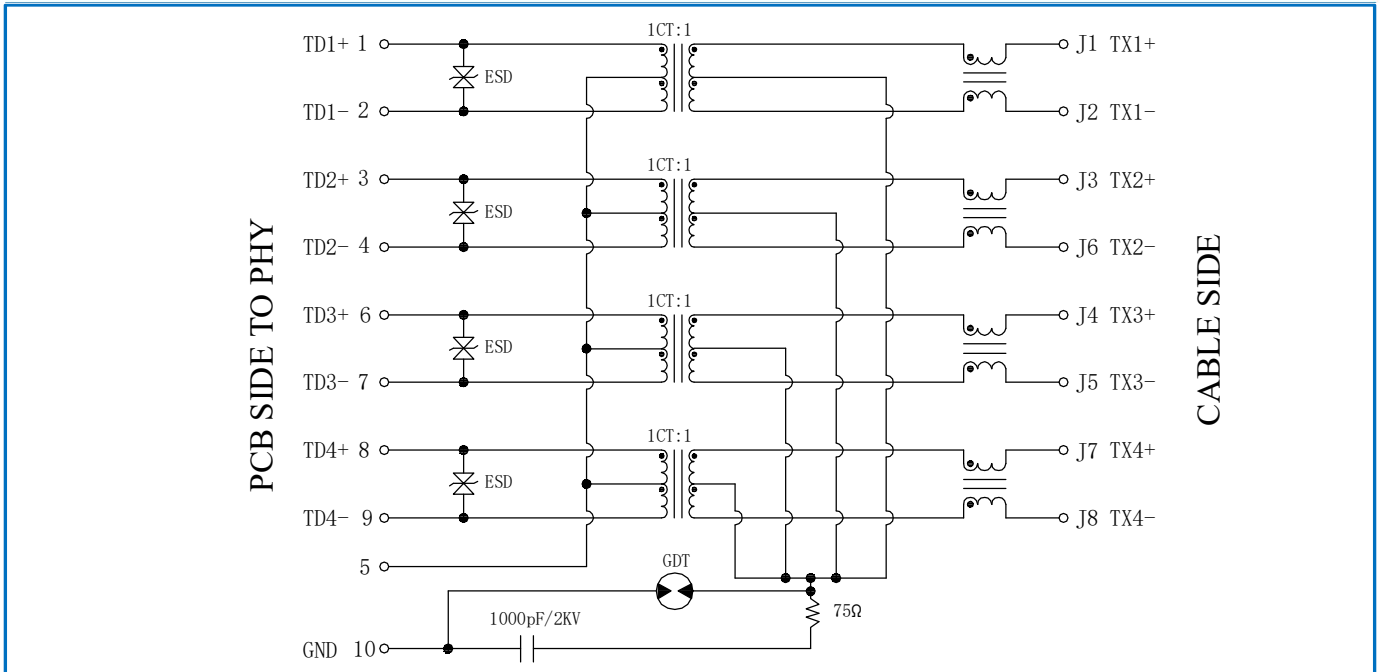 1CT:1
TD1+ 1 J1 TX1+
ESD
TD1- 2 J2 TX1-
1CT:1
TD2+ 3 J3 TX2+
ESD
TD2- 4 J6 TX2-
PCB SIDE TO PHY
CABLE SIDE
1CT:1
TD3+ 6 J4 TX3+
ESD
TD3- 7 J5 TX3-
1CT:1
TD4+ 8 J7 TX4+
ESD
TD4- 9 J8 TX4-
5
GDT
1000pF/2KV
75Ω
GND 10